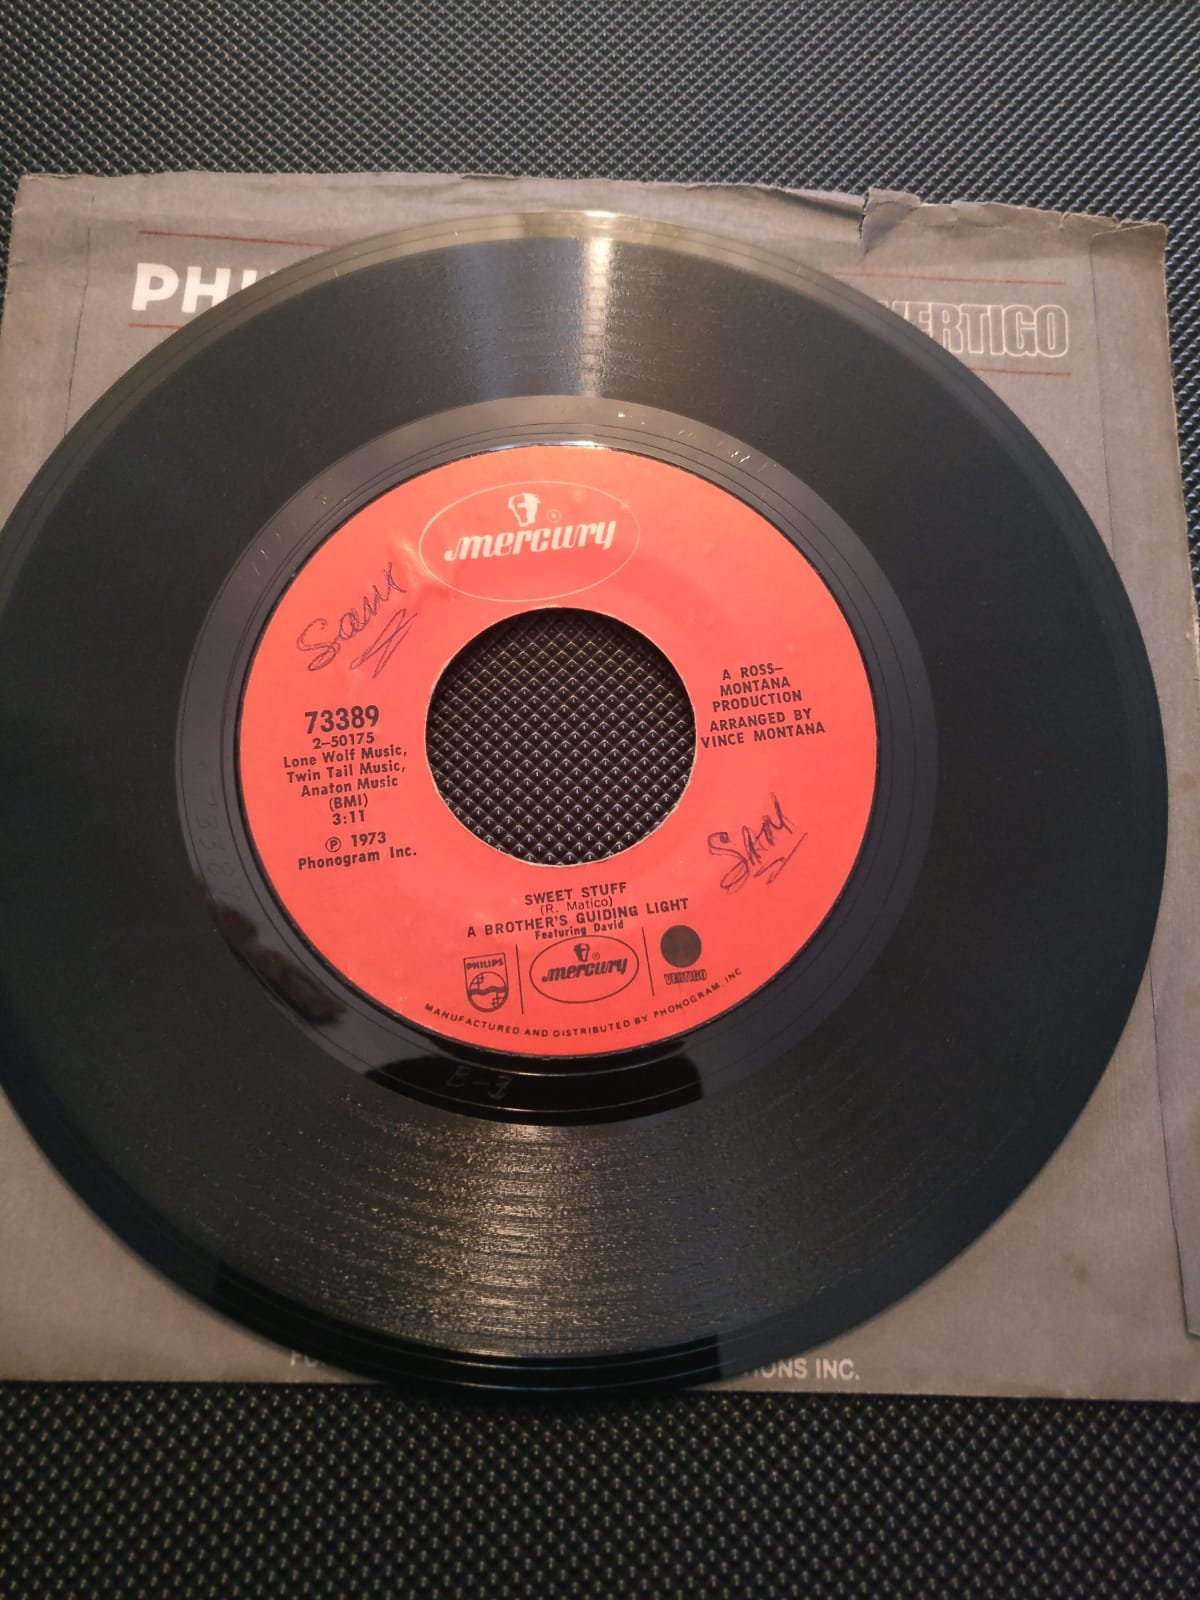 PHI
VERTIGO
mercury
®
Sam
73389
2-50175
Lone Wolf Music,
Twin Tail Music,
Anaton Music
(BMI)
3:11
℗ 1973
Phonogram Inc.
A ROSS-
MONTANA
PRODUCTION
ARRANGED BY
VINCE MONTANA
Sam
SWEET STUFF
(R. Matico)
A BROTHER'S GUIDING LIGHT
Featuring David
PHILIPS
mercury
®
VERTIGO
MANUFACTURED AND DISTRIBUTED BY PHONOGRAM INC
73389
B-3
IONS INC.